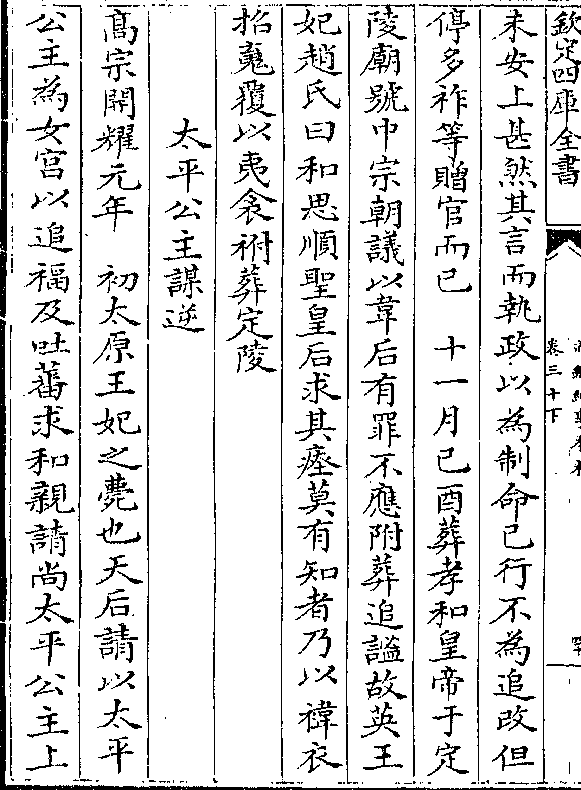 欽定四庫全書
卷三十下
未安上甚然其言而執政以為制命已行不為追改但
停多祚等贈官而已　十一月己酉葬孝和皇帝于定
陵廟號中宗朝議以韋后有罪不應附葬追謚故英王
妃趙氏曰和思順聖皇后求其瘞莫有知者乃以禕衣
招䰟覆以夷衾祔葬定陵
太平公主謀逆
髙宗開耀元年　初太原王妃之薨也天后請以太平
公主為女官以追福及吐蕃求和親請尚太平公主上